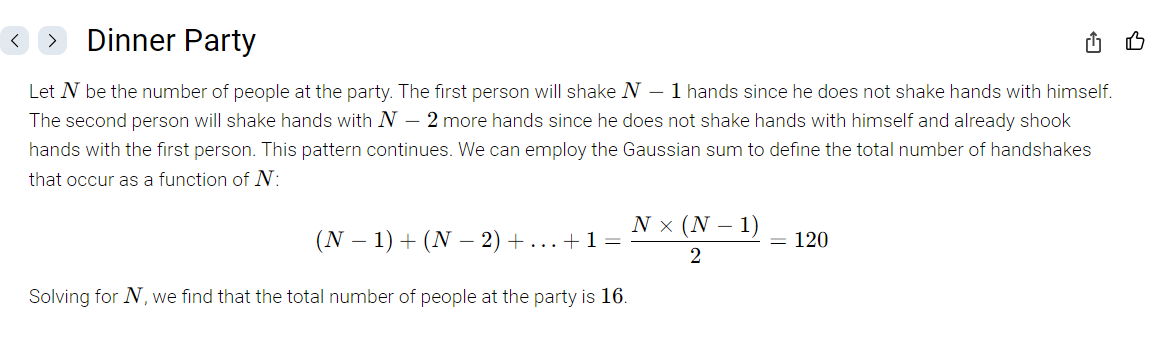 Dinner Party
Let N be the number of people at the party. The first person will shake N − 1 hands since he does not shake hands with himself.
The second person will shake hands with N − 2 more hands since he does not shake hands with himself and already shook
hands with the first person. This pattern continues. We can employ the Gaussian sum to define the total number of handshakes
that occur as a function of N:
(N − 1) + (N − 2) + ... + 1 = N × (N − 1) / 2 = 120
Solving for N, we find that the total number of people at the party is 16.